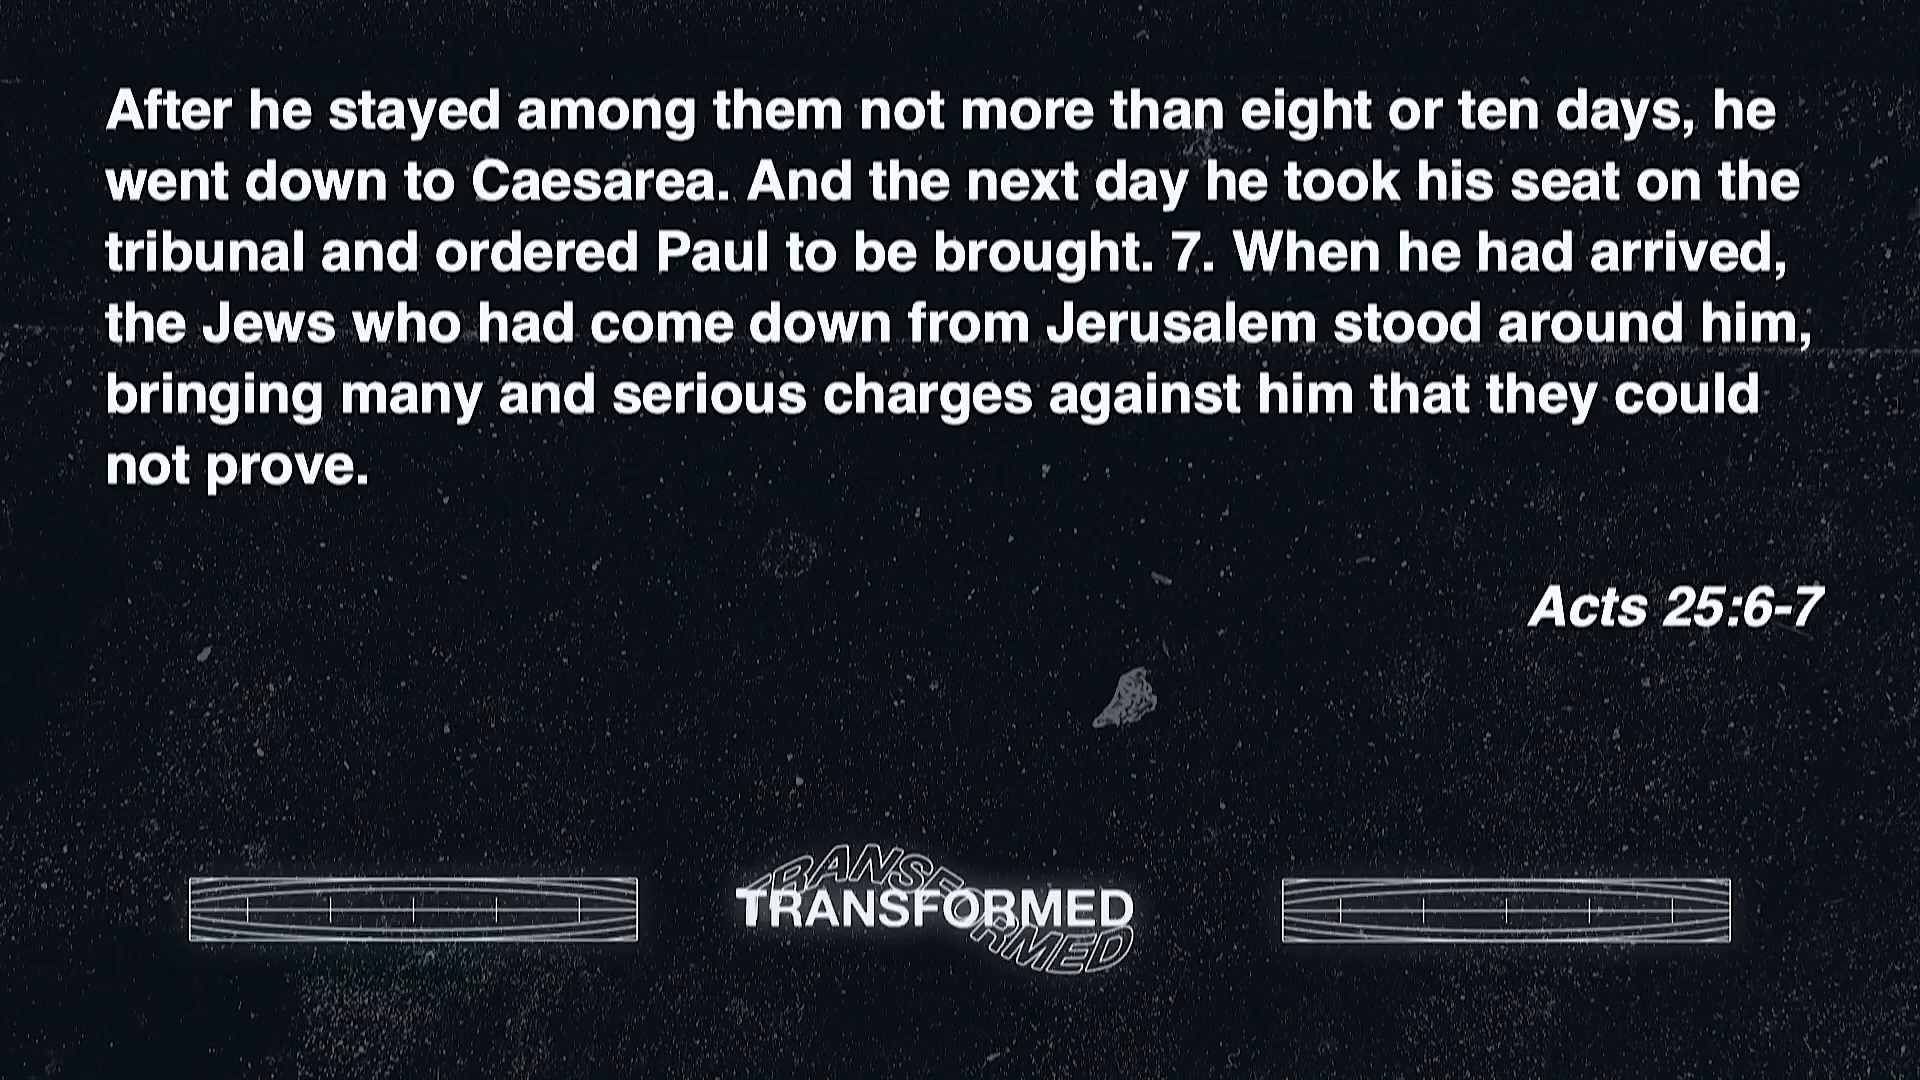 After he stayed among them not more than eight or ten days, he
went down to Caesarea. And the next day he took his seat on the
tribunal and ordered Paul to be brought. 7. When he had arrived,
the Jews who had come down from Jerusalem stood around him,
bringing many and serious charges against him that they could
not prove.
Acts 25:6-7
TRANSFORMED
TRANSFORMED